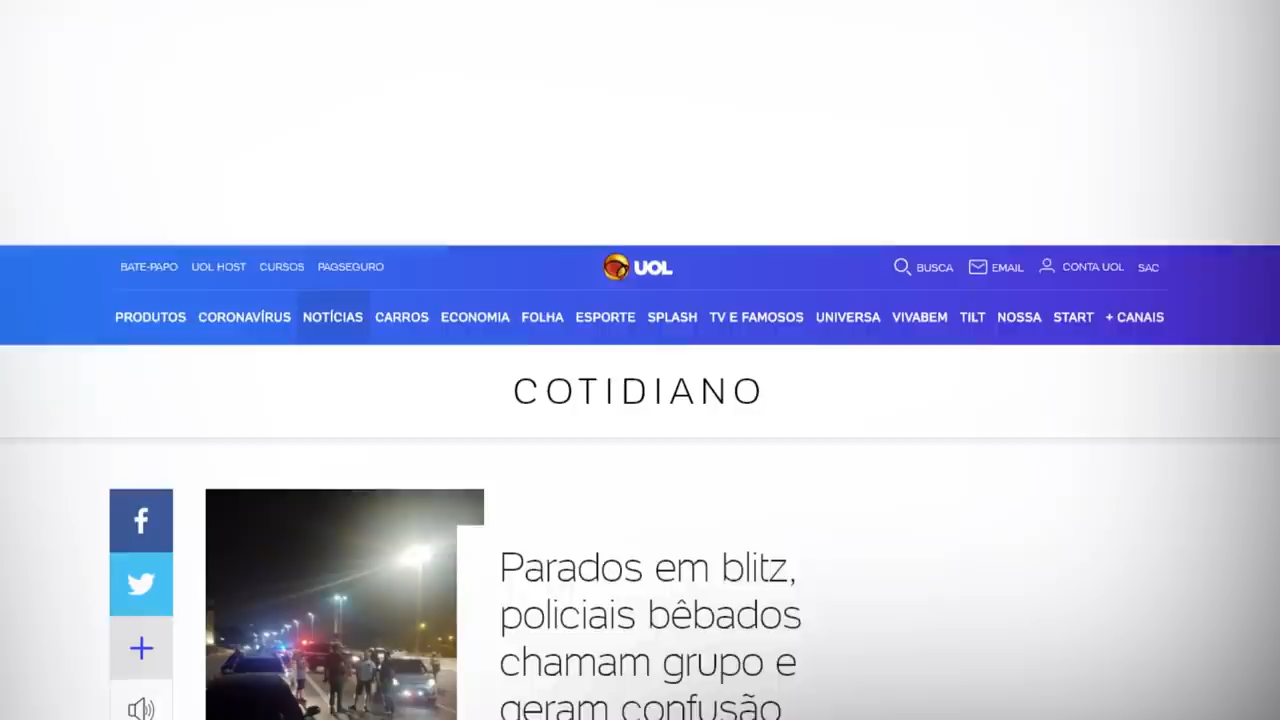 BATE-PAPO UOL HOST CURSOS PAGSEGURO UOL BUSCA EMAIL CONTA UOL SAC
PRODUTOS CORONAVÍRUS NOTÍCIAS CARROS ECONOMIA FOLHA ESPORTE SPLASH TV E FAMOSOS UNIVERSA VIVABEM TILT NOSSA START + CANAIS
COTIDIANO
Parados em blitz,
policiais bêbados
chamam grupo e
geram confusão